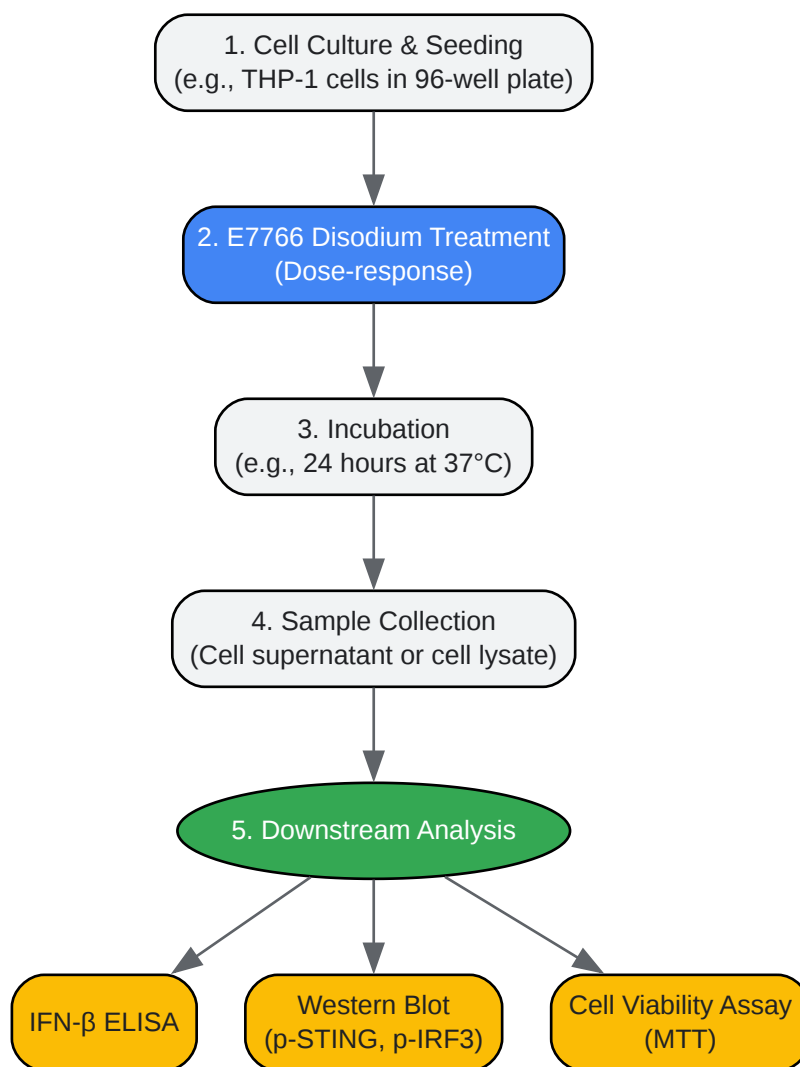 1. Cell Culture & Seeding
(e.g., THP-1 cells in 96-well plate)
2. E7766 Disodium Treatment
(Dose-response)
3. Incubation
(e.g., 24 hours at 37°C)
4. Sample Collection
(Cell supernatant or cell lysate)
5. Downstream Analysis
IFN-β ELISA
Western Blot
(p-STING, p-IRF3)
Cell Viability Assay
(MTT)